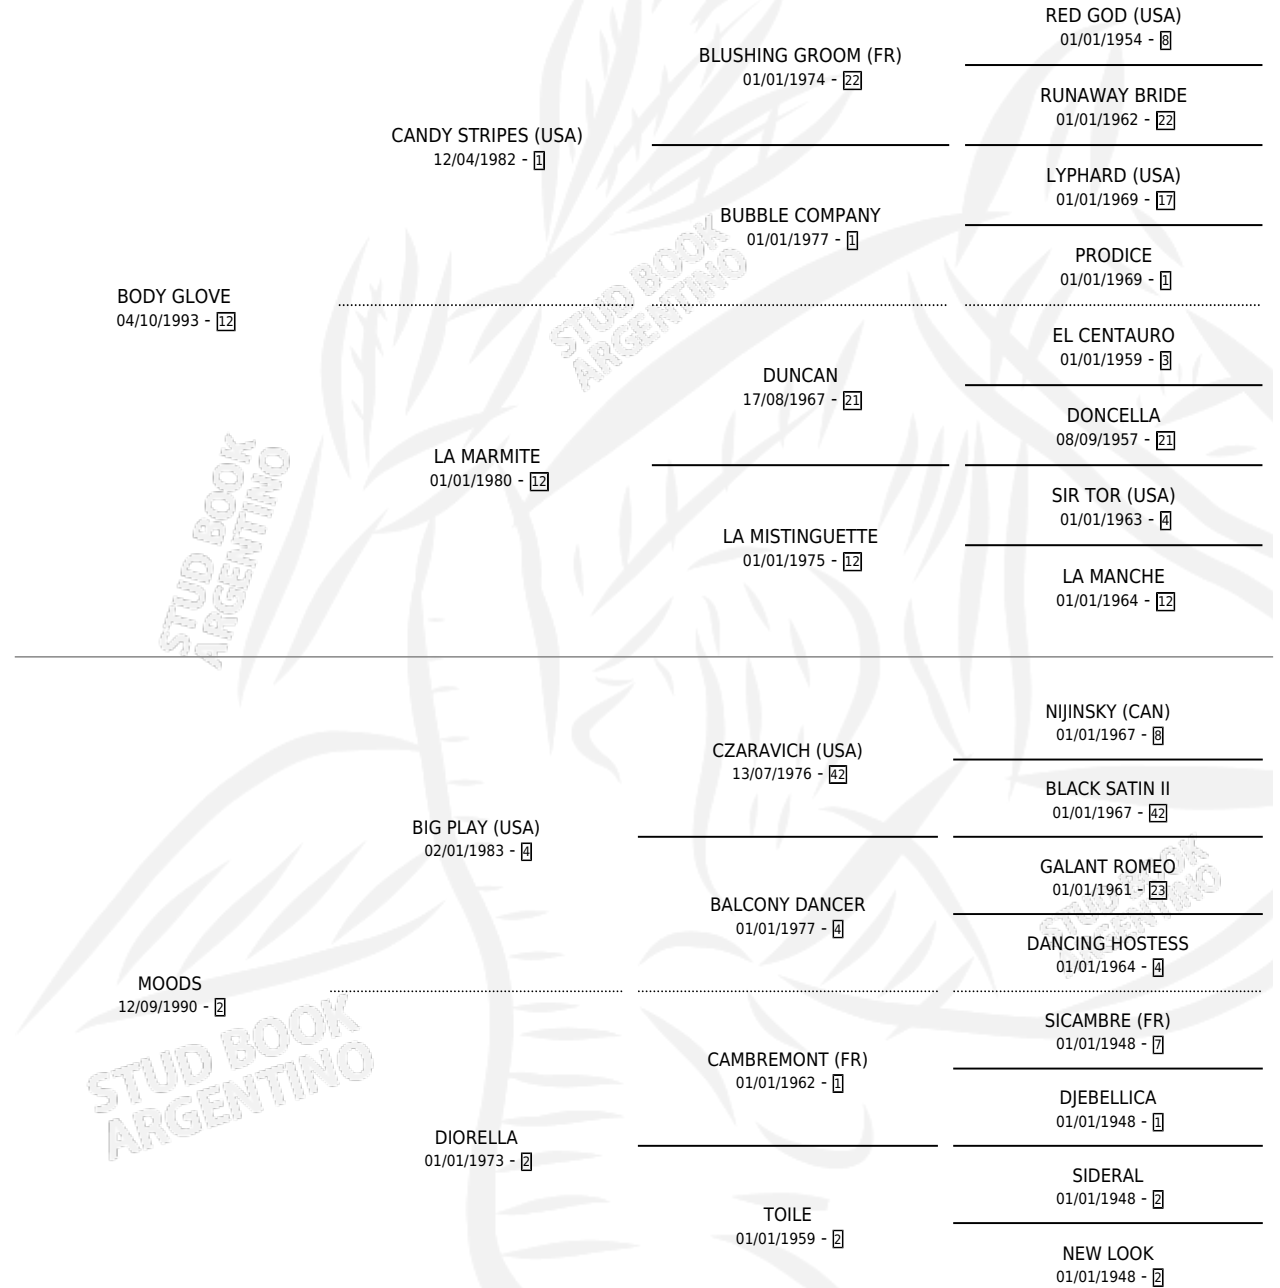 RED GOD (USA)
01/01/1954 - 8
BLUSHING GROOM (FR)
01/01/1974 - 22
RUNAWAY BRIDE
01/01/1962 - 22
CANDY STRIPES (USA)
12/04/1982 - 1
LYPHARD (USA)
01/01/1969 - 17
BUBBLE COMPANY
01/01/1977 - 1
PRODICE
01/01/1969 - 1
BODY GLOVE
04/10/1993 - 12
EL CENTAURO
01/01/1959 - 3
DUNCAN
17/08/1967 - 21
DONCELLA
08/09/1957 - 21
LA MARMITE
01/01/1980 - 12
SIR TOR (USA)
01/01/1963 - 4
LA MISTINGUETTE
01/01/1975 - 12
LA MANCHE
01/01/1964 - 12
NIJINSKY (CAN)
01/01/1967 - 8
CZARAVICH (USA)
13/07/1976 - 42
BLACK SATIN II
01/01/1967 - 42
BIG PLAY (USA)
02/01/1983 - 4
GALANT ROMEO
01/01/1961 - 23
BALCONY DANCER
01/01/1977 - 4
DANCING HOSTESS
01/01/1964 - 4
MOODS
12/09/1990 - 2
SICAMBRE (FR)
01/01/1948 - 7
CAMBREMONT (FR)
01/01/1962 - 1
DJEBELLICA
01/01/1948 - 1
DIORELLA
01/01/1973 - 2
SIDERAL
01/01/1948 - 2
TOILE
01/01/1959 - 2
NEW LOOK
01/01/1948 - 2
STUD BOOK
ARGENTINO
STUD BOOK
ARGENTINO
STUD BOOK
ARGENTINO
STUD BOOK
ARGENTINO